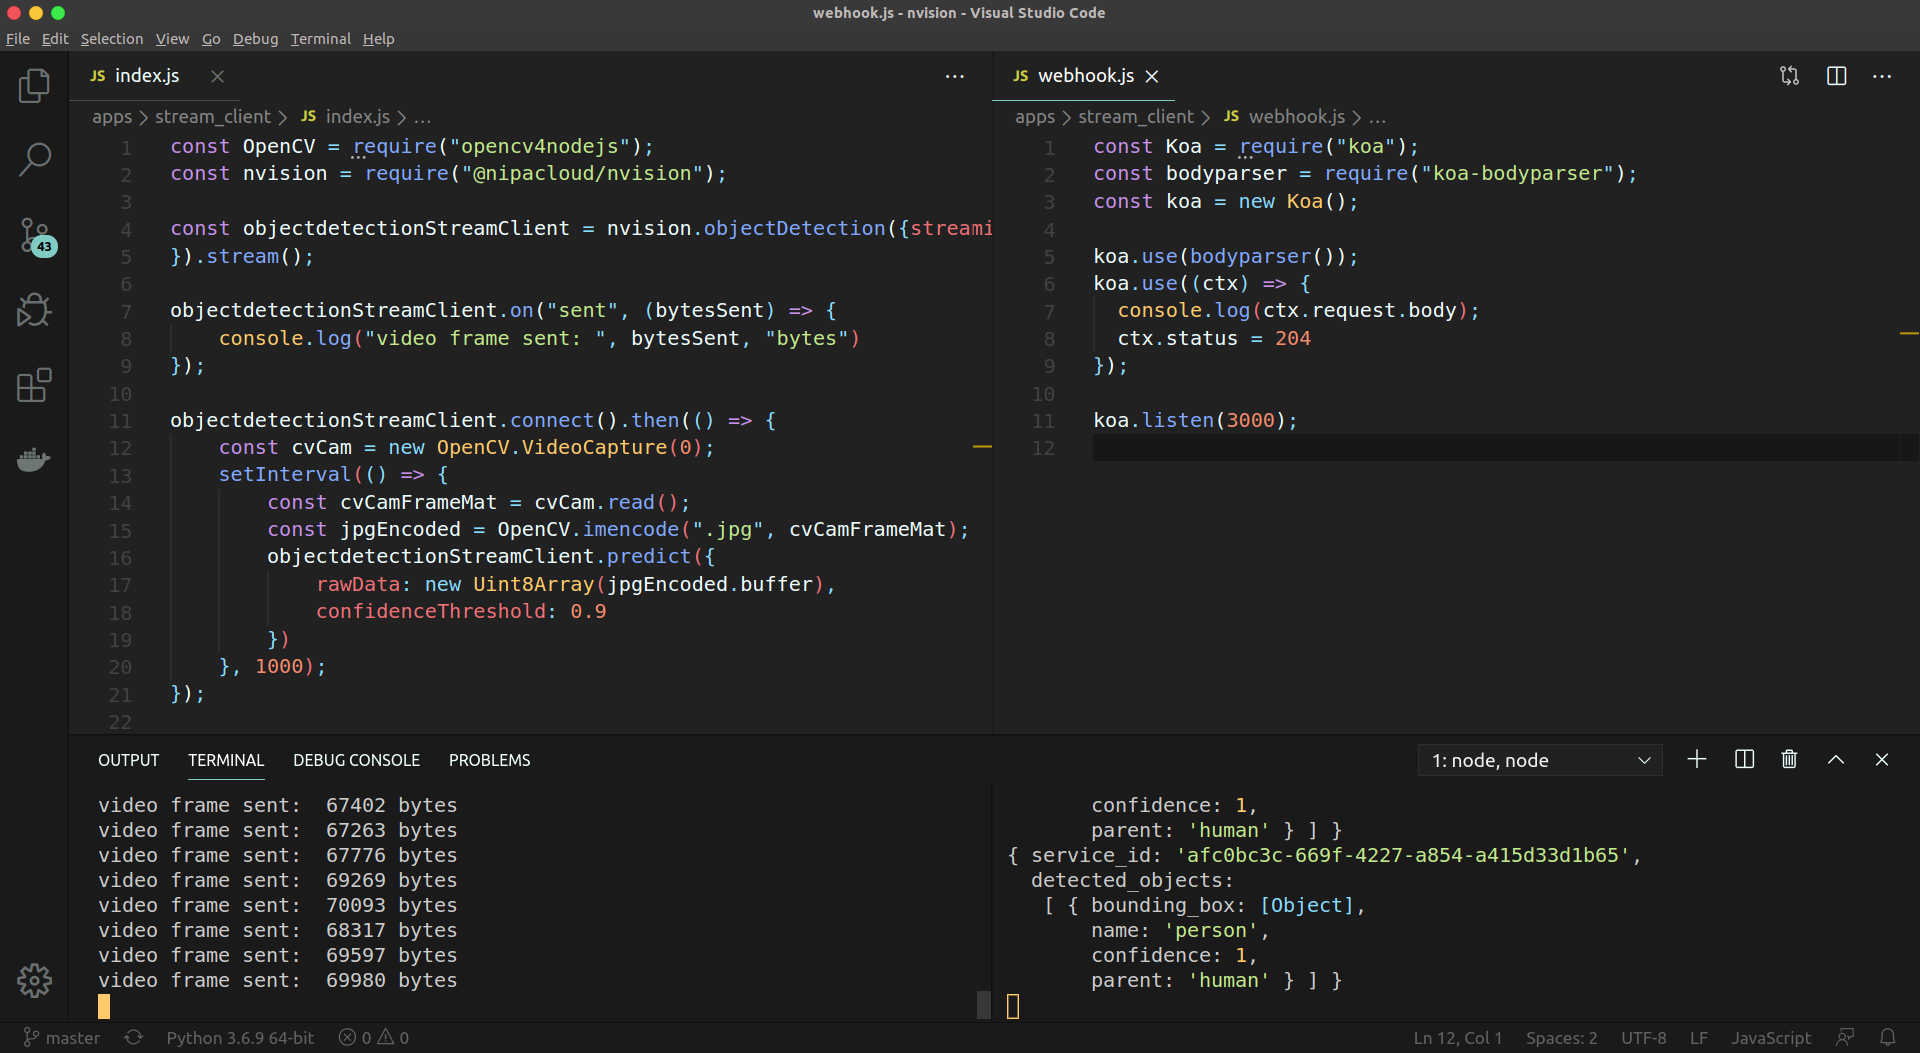 webhook.js - nvision - Visual Studio Code
File Edit Selection View Go Debug Terminal Help
JS index.js
apps > stream_client > JS index.js > ...
1 const OpenCV = require("opencv4nodejs");
2 const nvision = require("@nipacloud/nvision");
3
4 const objectdetectionStreamClient = nvision.objectDetection({streami
5 }).stream();
6
7 objectdetectionStreamClient.on("sent", (bytesSent) => {
8 console.log("video frame sent: ", bytesSent, "bytes")
9 });
10
11 objectdetectionStreamClient.connect().then(() => {
12 const cvCam = new OpenCV.VideoCapture(0);
13 setInterval(() => {
14 const cvCamFrameMat = cvCam.read();
15 const jpgEncoded = OpenCV.imencode(".jpg", cvCamFrameMat);
16 objectdetectionStreamClient.predict({
17 rawData: new Uint8Array(jpgEncoded.buffer),
18 confidenceThreshold: 0.9
19 })
20 }, 1000);
21 });
22
JS webhook.js
apps > stream_client > JS webhook.js > ...
1 const Koa = require("koa");
2 const bodyparser = require("koa-bodyparser");
3 const koa = new Koa();
4
5 koa.use(bodyparser());
6 koa.use((ctx) => {
7 console.log(ctx.request.body);
8 ctx.status = 204
9 });
10
11 koa.listen(3000);
12
43
OUTPUT TERMINAL DEBUG CONSOLE PROBLEMS
1: node, node
video frame sent: 67402 bytes
video frame sent: 67263 bytes
video frame sent: 67776 bytes
video frame sent: 69269 bytes
video frame sent: 70093 bytes
video frame sent: 68317 bytes
video frame sent: 69597 bytes
video frame sent: 69980 bytes
confidence: 1,
parent: 'human' } ] }
{ service_id: 'afc0bc3c-669f-4227-a854-a415d33d1b65',
detected_objects:
[ { bounding_box: [Object],
name: 'person',
confidence: 1,
parent: 'human' } ] }
master Python 3.6.9 64-bit 0 0 Ln 12, Col 1 Spaces: 2 UTF-8 LF JavaScript